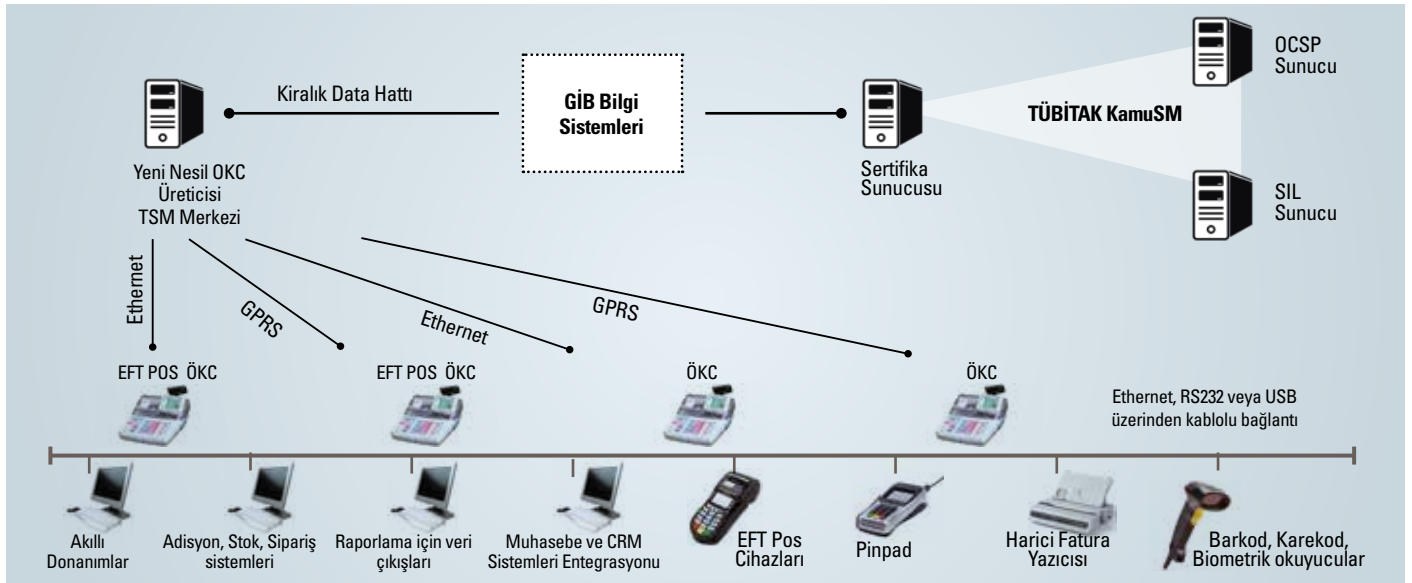 OCSP
Sunucu
Kiralık Data Hattı
GİB Bilgi
Sistemleri
TÜBİTAK KamuSM
Yeni Nesil OKC
Üreticisi
TSM Merkezi
Sertifika
Sunucusu
SIL
Sunucu
Ethernet
GPRS
Ethernet
GPRS
EFT POS ÖKC
EFT POS ÖKC
ÖKC
ÖKC
Ethernet, RS232 veya USB
üzerinden kablolu bağlantı
Akıllı
Donanımlar
Adisyon, Stok, Sipariş
sistemleri
Raporlama için veri
çıkışları
Muhasebe ve CRM
Sistemleri Entegrasyonu
EFT Pos
Cihazları
Pinpad
Harici Fatura
Yazıcısı
Barkod, Karekod,
Biometrik okuyucular